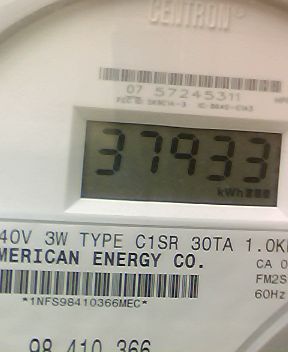 CENTRON®
07 57245311
37933
kWh
40V 3W TYPE C1SR 30TA 1.0K
MERICAN ENERGY CO.
CA 0
FM2S
60Hz
*1NFS98410366MEC*
98 410 366